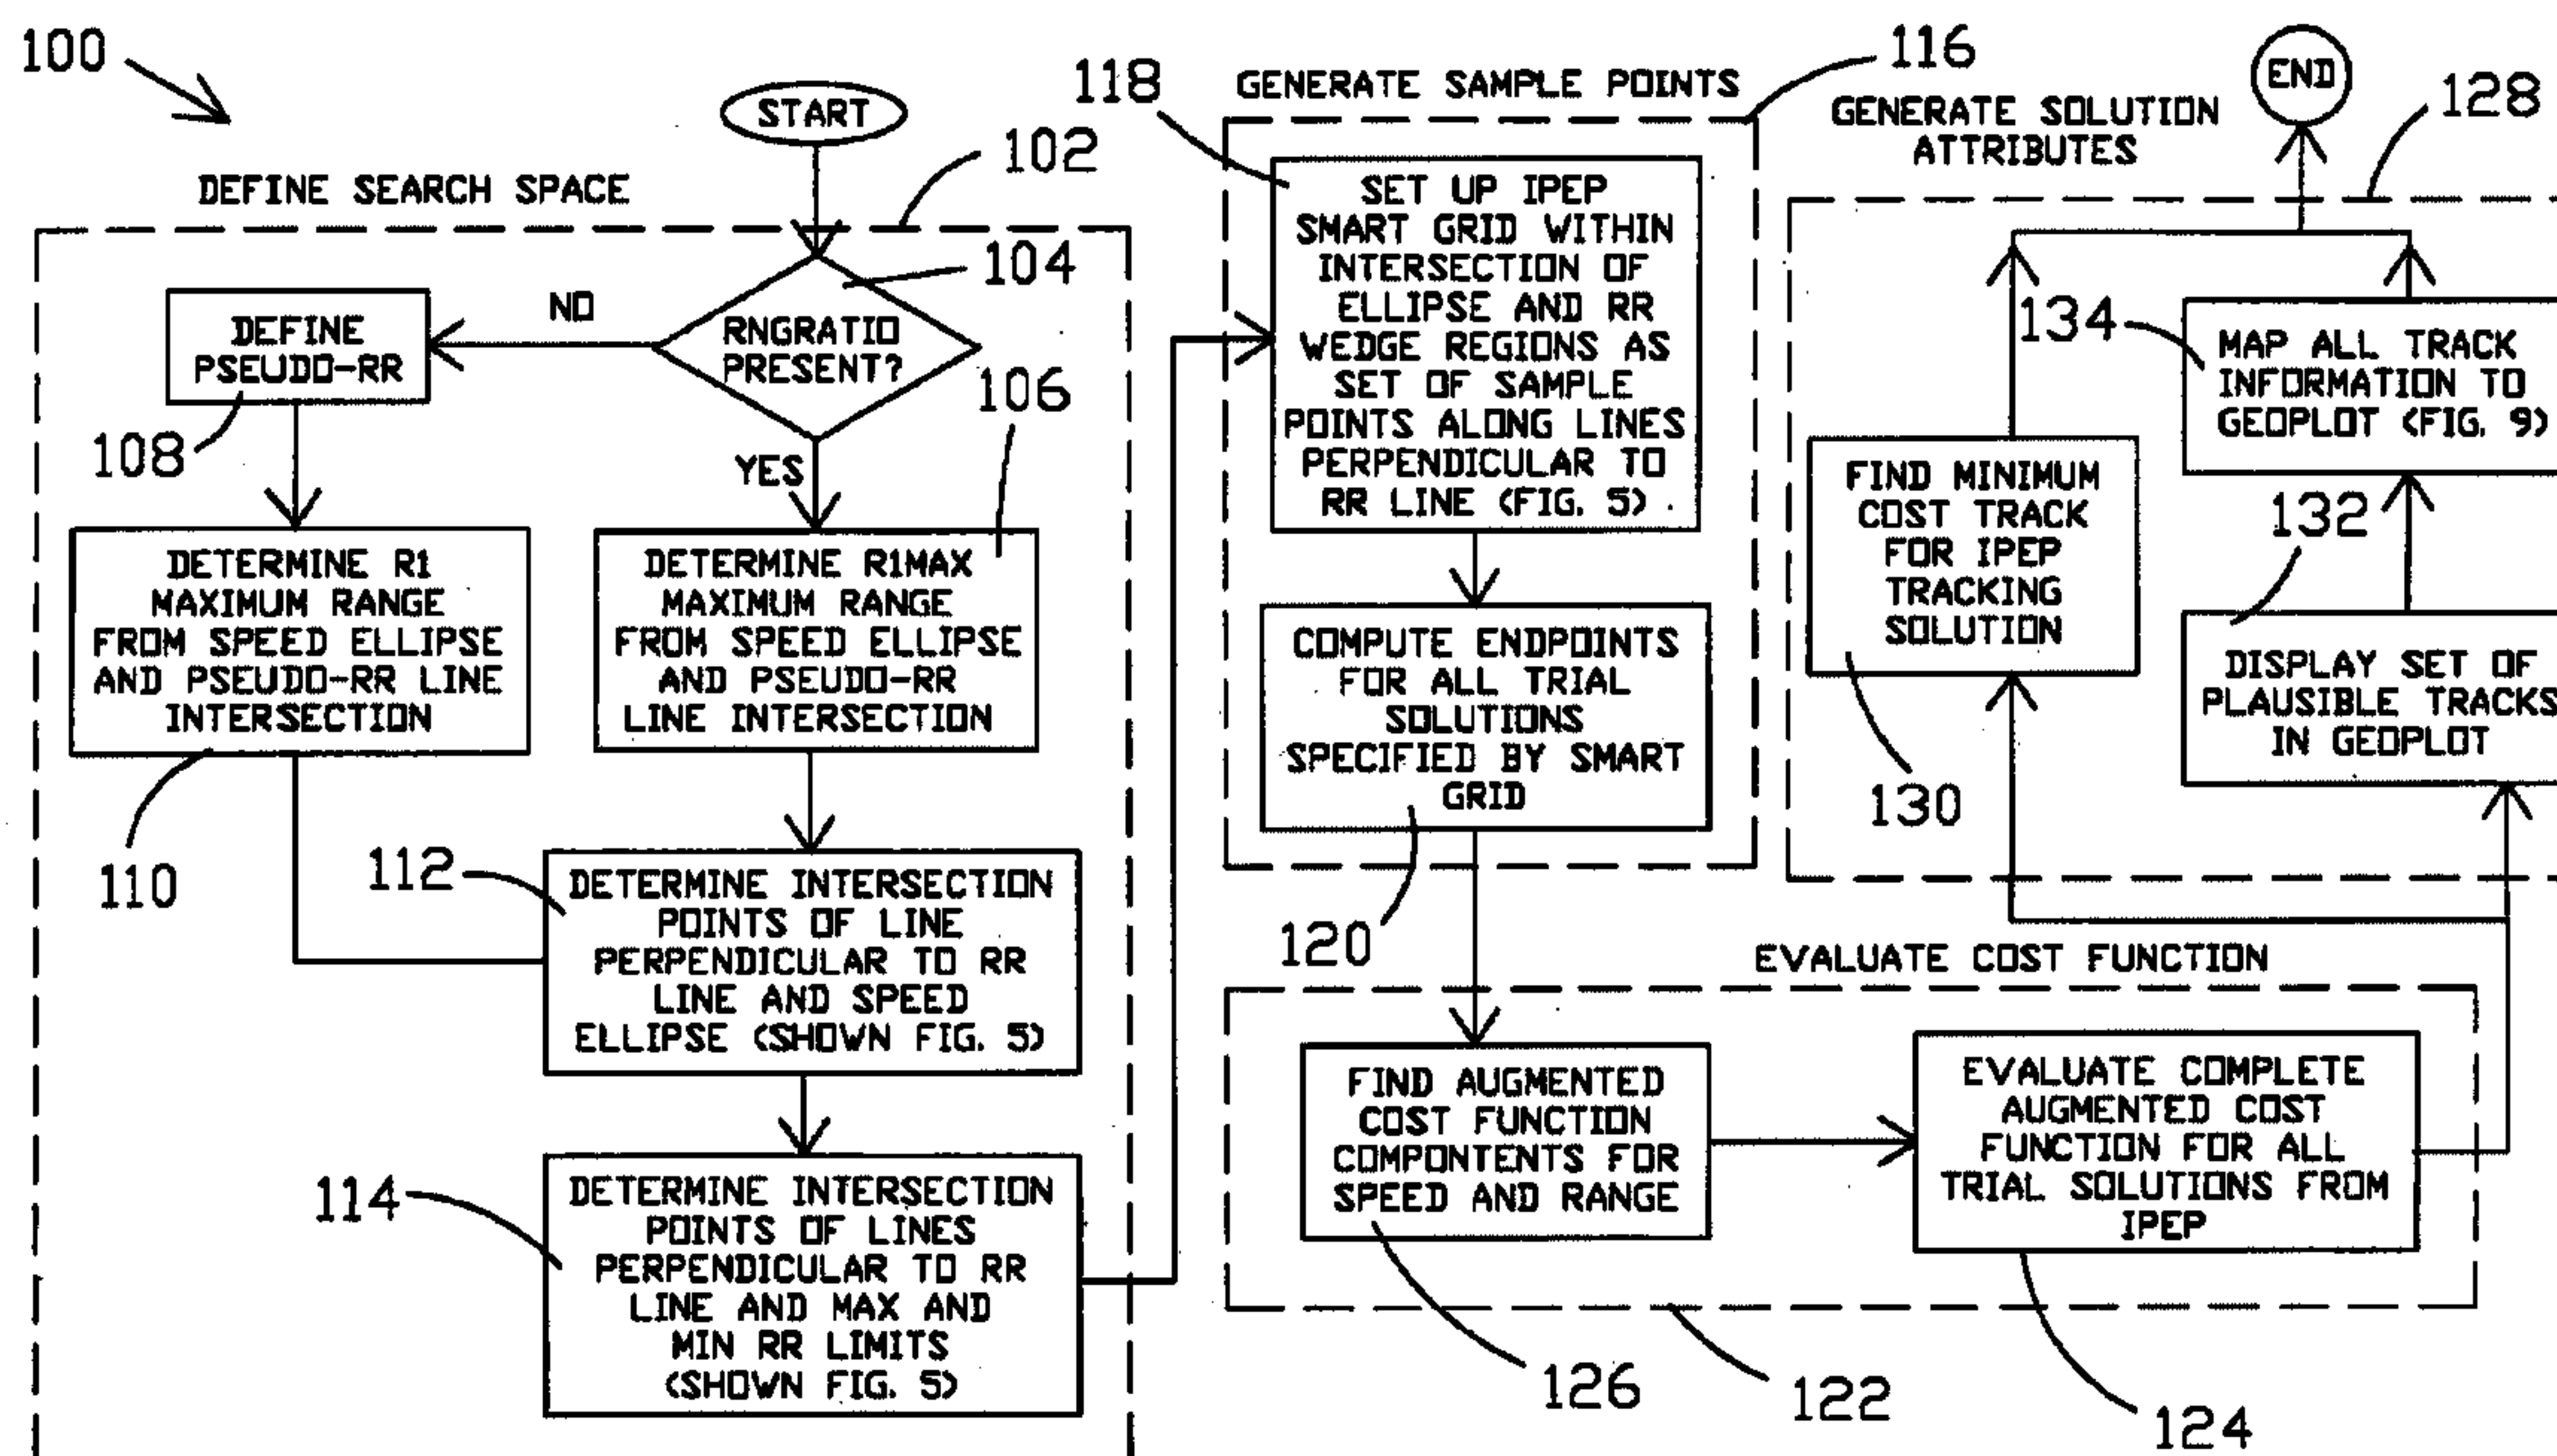 100
START
102
DEFINE SEARCH SPACE
104
RNGRATIO
PRESENT?
NO
YES
DEFINE
PSEUDO-RR
108
106
DETERMINE R1
MAXIMUM RANGE
FROM SPEED ELLIPSE
AND PSEUDO-RR LINE
INTERSECTION
110
DETERMINE R1MAX
MAXIMUM RANGE
FROM SPEED ELLIPSE
AND PSEUDO-RR
LINE INTERSECTION
112
DETERMINE INTERSECTION
POINTS OF LINE
PERPENDICULAR TO RR
LINE AND SPEED
ELLIPSE (SHOWN FIG. 5)
114
DETERMINE INTERSECTION
POINTS OF LINES
PERPENDICULAR TO RR
LINE AND MAX AND
MIN RR LIMITS
(SHOWN FIG. 5)
118
GENERATE SAMPLE POINTS
116
SET UP IPEP
SMART GRID WITHIN
INTERSECTION OF
ELLIPSE AND RR
WEDGE REGIONS AS
SET OF SAMPLE
POINTS ALONG LINES
PERPENDICULAR TO
RR LINE (FIG. 5)
COMPUTE ENDPOINTS
FOR ALL TRIAL
SOLUTIONS
SPECIFIED BY SMART
GRID
120
EVALUATE COST FUNCTION
FIND AUGMENTED
COST FUNCTION
COMPONTENTS FOR
SPEED AND RANGE
126
EVALUATE COMPLETE
AUGMENTED COST
FUNCTION FOR ALL
TRIAL SOLUTIONS FROM
IPEP
122
124
END
GENERATE SOLUTION
ATTRIBUTES
128
134
MAP ALL TRACK
INFORMATION TO
GEOPLOT (FIG. 9)
FIND MINIMUM
COST TRACK
FOR IPEP
TRACKING
SOLUTION
130
132
DISPLAY SET OF
PLAUSIBLE TRACKS
IN GEOPLOT